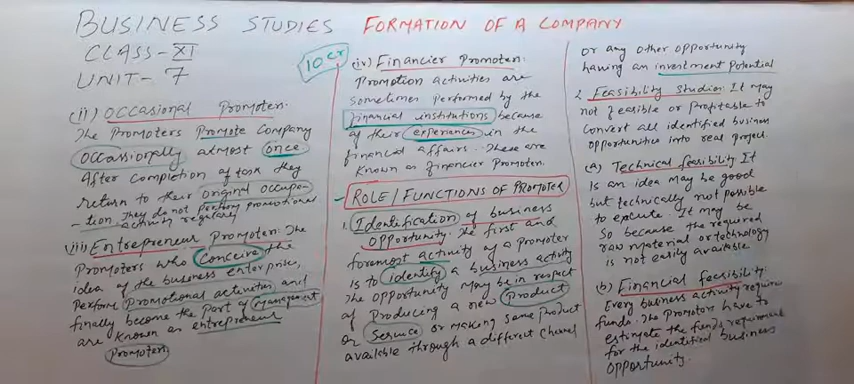 BUSINESS STUDIES FORMATION OF A COMPANY
CLASS-XI
UNIT-7
(ii) OCCASIONAL Promoter:
The Promoters Promote Company
Occassionally atmost once.
After completion of task they
return to their original occupa-
-tion They do not perform promotional
activity regularly
(iii) Entrepreneur Promoter: The
Promoters who Conceive the
idea of the business enterprise,
perform Promotional activities and
finally become the part of management
are known as entrepreneur
Promoter
10 Cr
(iv) Financier Promoter:
Promotion activities are
sometimes performed by the
financial institutions because
of their experiences in the
financial affairs. These are
known as financier Promoter.
- ROLE/FUNCTIONS OF PROMOTER
1. Identification of business
opportunity: The first and
foremost activity of a promoter
is to identify a business activity
The opportunity may be in respect
of producing a new Product
or Service or making some product
available through a different channel
or any other opportunity
having an investment potential
2. Feasibility studies: It may
not feasible or profitable to
convert all identified business
opportunities into real project.
(a) Technical feasibility: It
is an idea may be good
but technically not possible
to execute. It may be
so because the required
raw material or technology
is not easily available
(b) Financial feasibility:
Every business activity require
funds. The Promoters have to
estimate the funds requirement
for the identified business
opportunity.